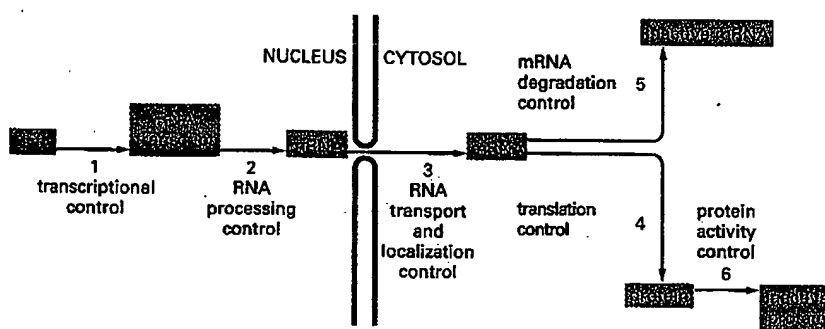 NUCLEUS
CYTOSOL
mRNA
degradation
control
5
1
transcriptional
control
2
RNA
processing
control
3
RNA
transport
and
localization
control
translation
control
4
protein
activity
control
6